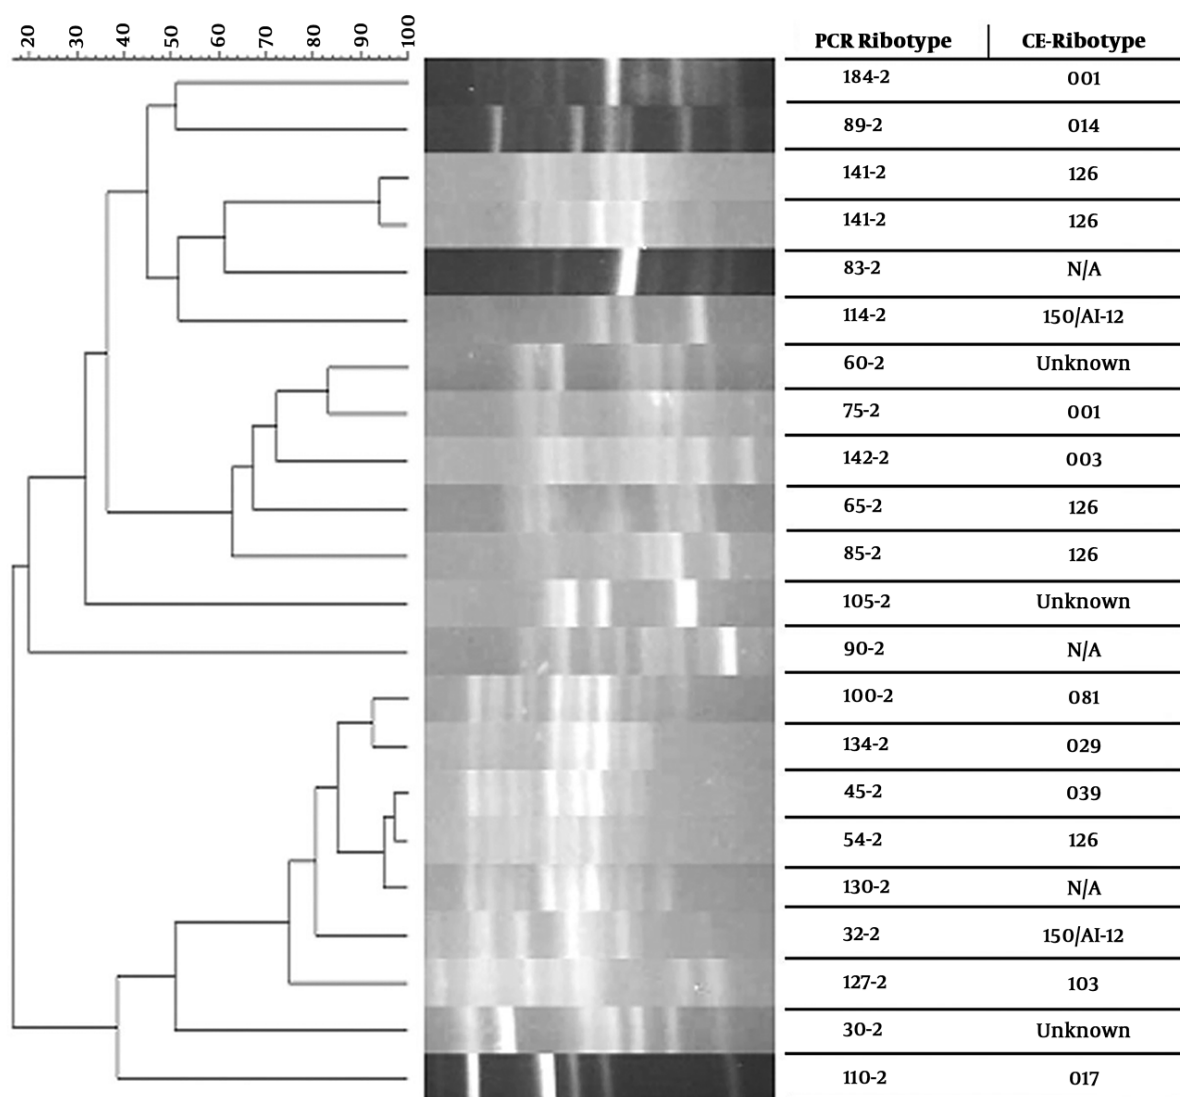 20 30 40 50 60 70 80 90 100
PCR Ribotype CE-Ribotype
184-2 001
89-2 014
141-2 126
141-2 126
83-2 N/A
114-2 150/AI-12
60-2 Unknown
75-2 001
142-2 003
65-2 126
85-2 126
105-2 Unknown
90-2 N/A
100-2 081
134-2 029
45-2 039
54-2 126
130-2 N/A
32-2 150/AI-12
127-2 103
30-2 Unknown
110-2 017